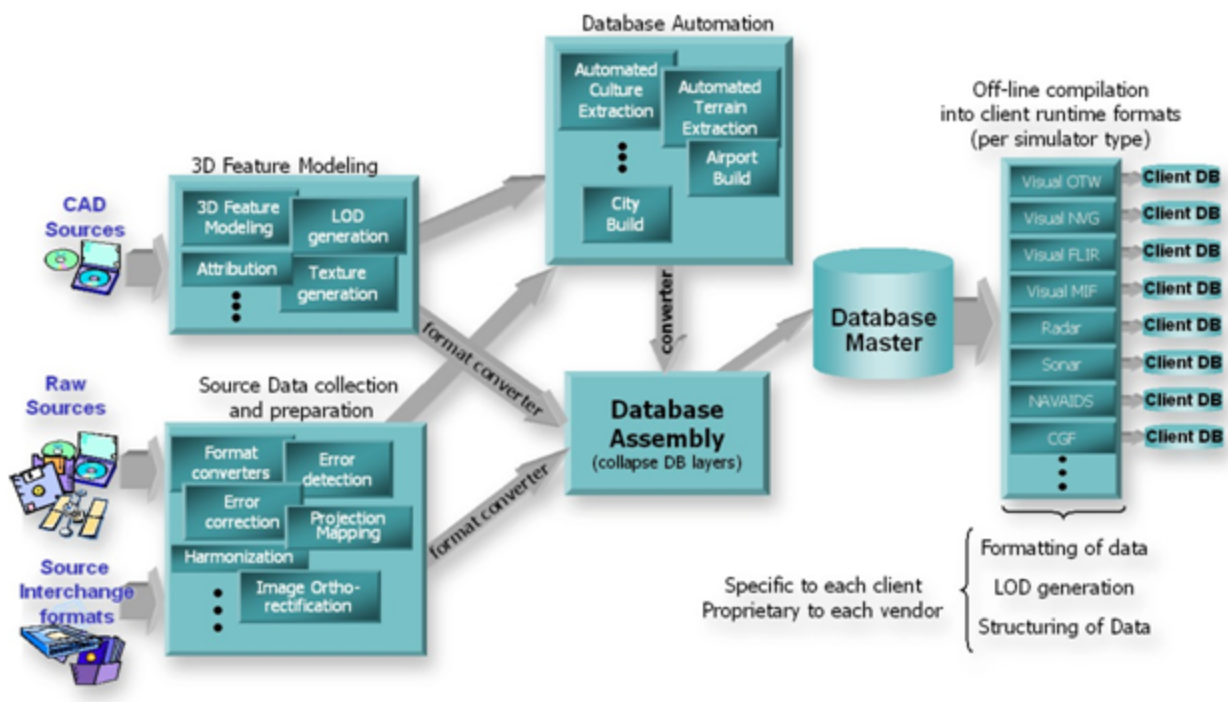 Database Automation
Automated
Culture
Extraction
Automated
Terrain
Extraction
Airport
Build
City
Build
3D Feature Modeling
3D Feature
Modeling
LOD
generation
Attribution
Texture
generation
CAD
Sources
Raw
Sources
Source
Interchange
formats
Source Data collection
and preparation
Format
converters
Error
detection
Error
correction
Projection
Mapping
Harmonization
Image Ortho-
rectification
format converter
format converter
converter
Database
Assembly
(collapse DB layers)
Database
Master
Off-line compilation
into client runtime formats
(per simulator type)
Visual OTW
Client DB
Visual NVG
Client DB
Visual FLIR
Client DB
Visual MIF
Client DB
Radar
Client DB
Sonar
Client DB
NAVAIDS
Client DB
CGF
Client DB
Specific to each client
Proprietary to each vendor
Formatting of data
LOD generation
Structuring of Data